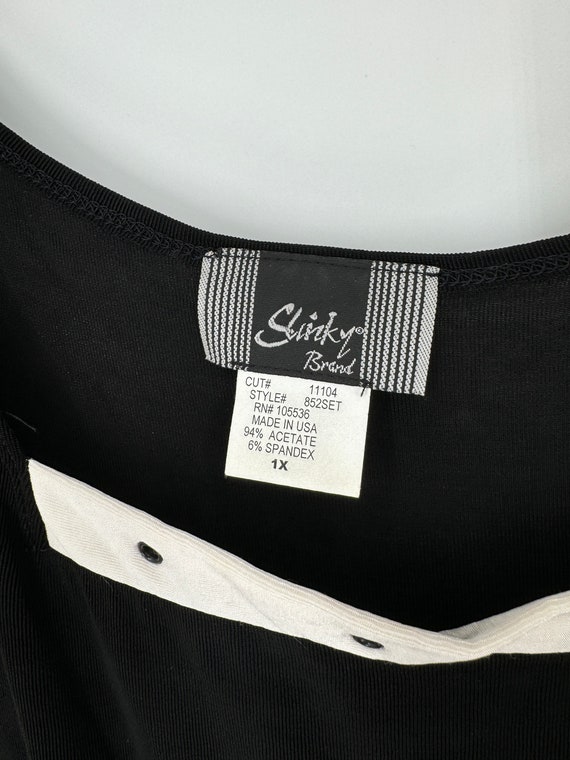 Slinky®
Brand
CUT# 11104
STYLE# 852SET
RN# 105536
MADE IN USA
94% ACETATE
6% SPANDEX
1X